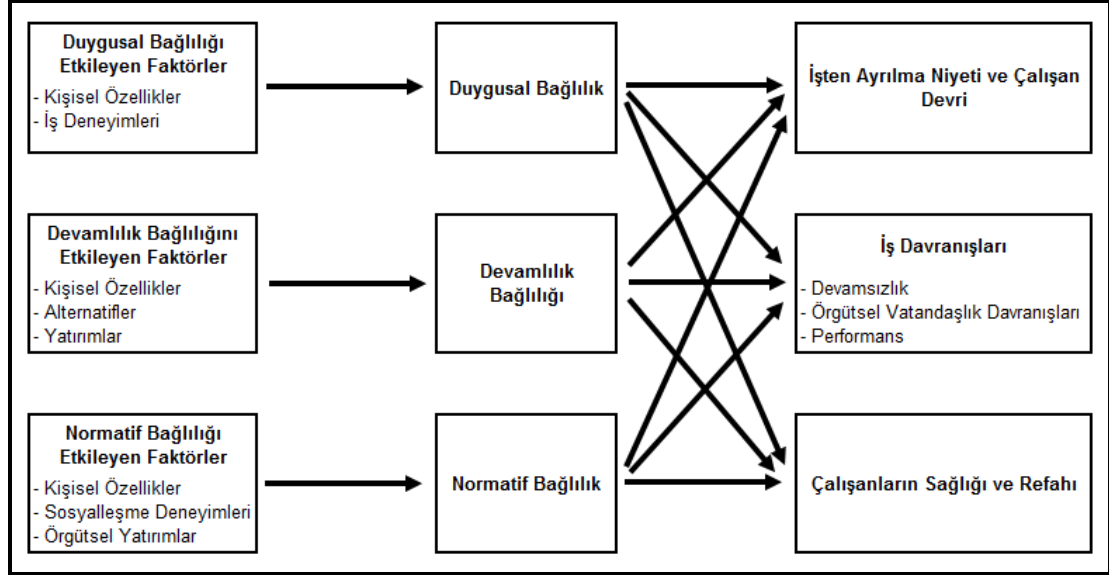 Duygusal Bağlılığı
Etkileyen Faktörler
- Kişisel Özellikler
- İş Deneyimleri
Duygusal Bağlılık
İşten Ayrılma Niyeti ve Çalışan
Devri
Devamlılık Bağlılığını
Etkileyen Faktörler
- Kişisel Özellikler
- Alternatifler
- Yatırımlar
Devamlılık
Bağlılığı
İş Davranışları
- Devamsızlık
- Örgütsel Vatandaşlık Davranışları
- Performans
Normatif Bağlılığı
Etkileyen Faktörler
- Kişisel Özellikler
- Sosyalleşme Deneyimleri
- Örgütsel Yatırımlar
Normatif Bağlılık
Çalışanların Sağlığı ve Refahı